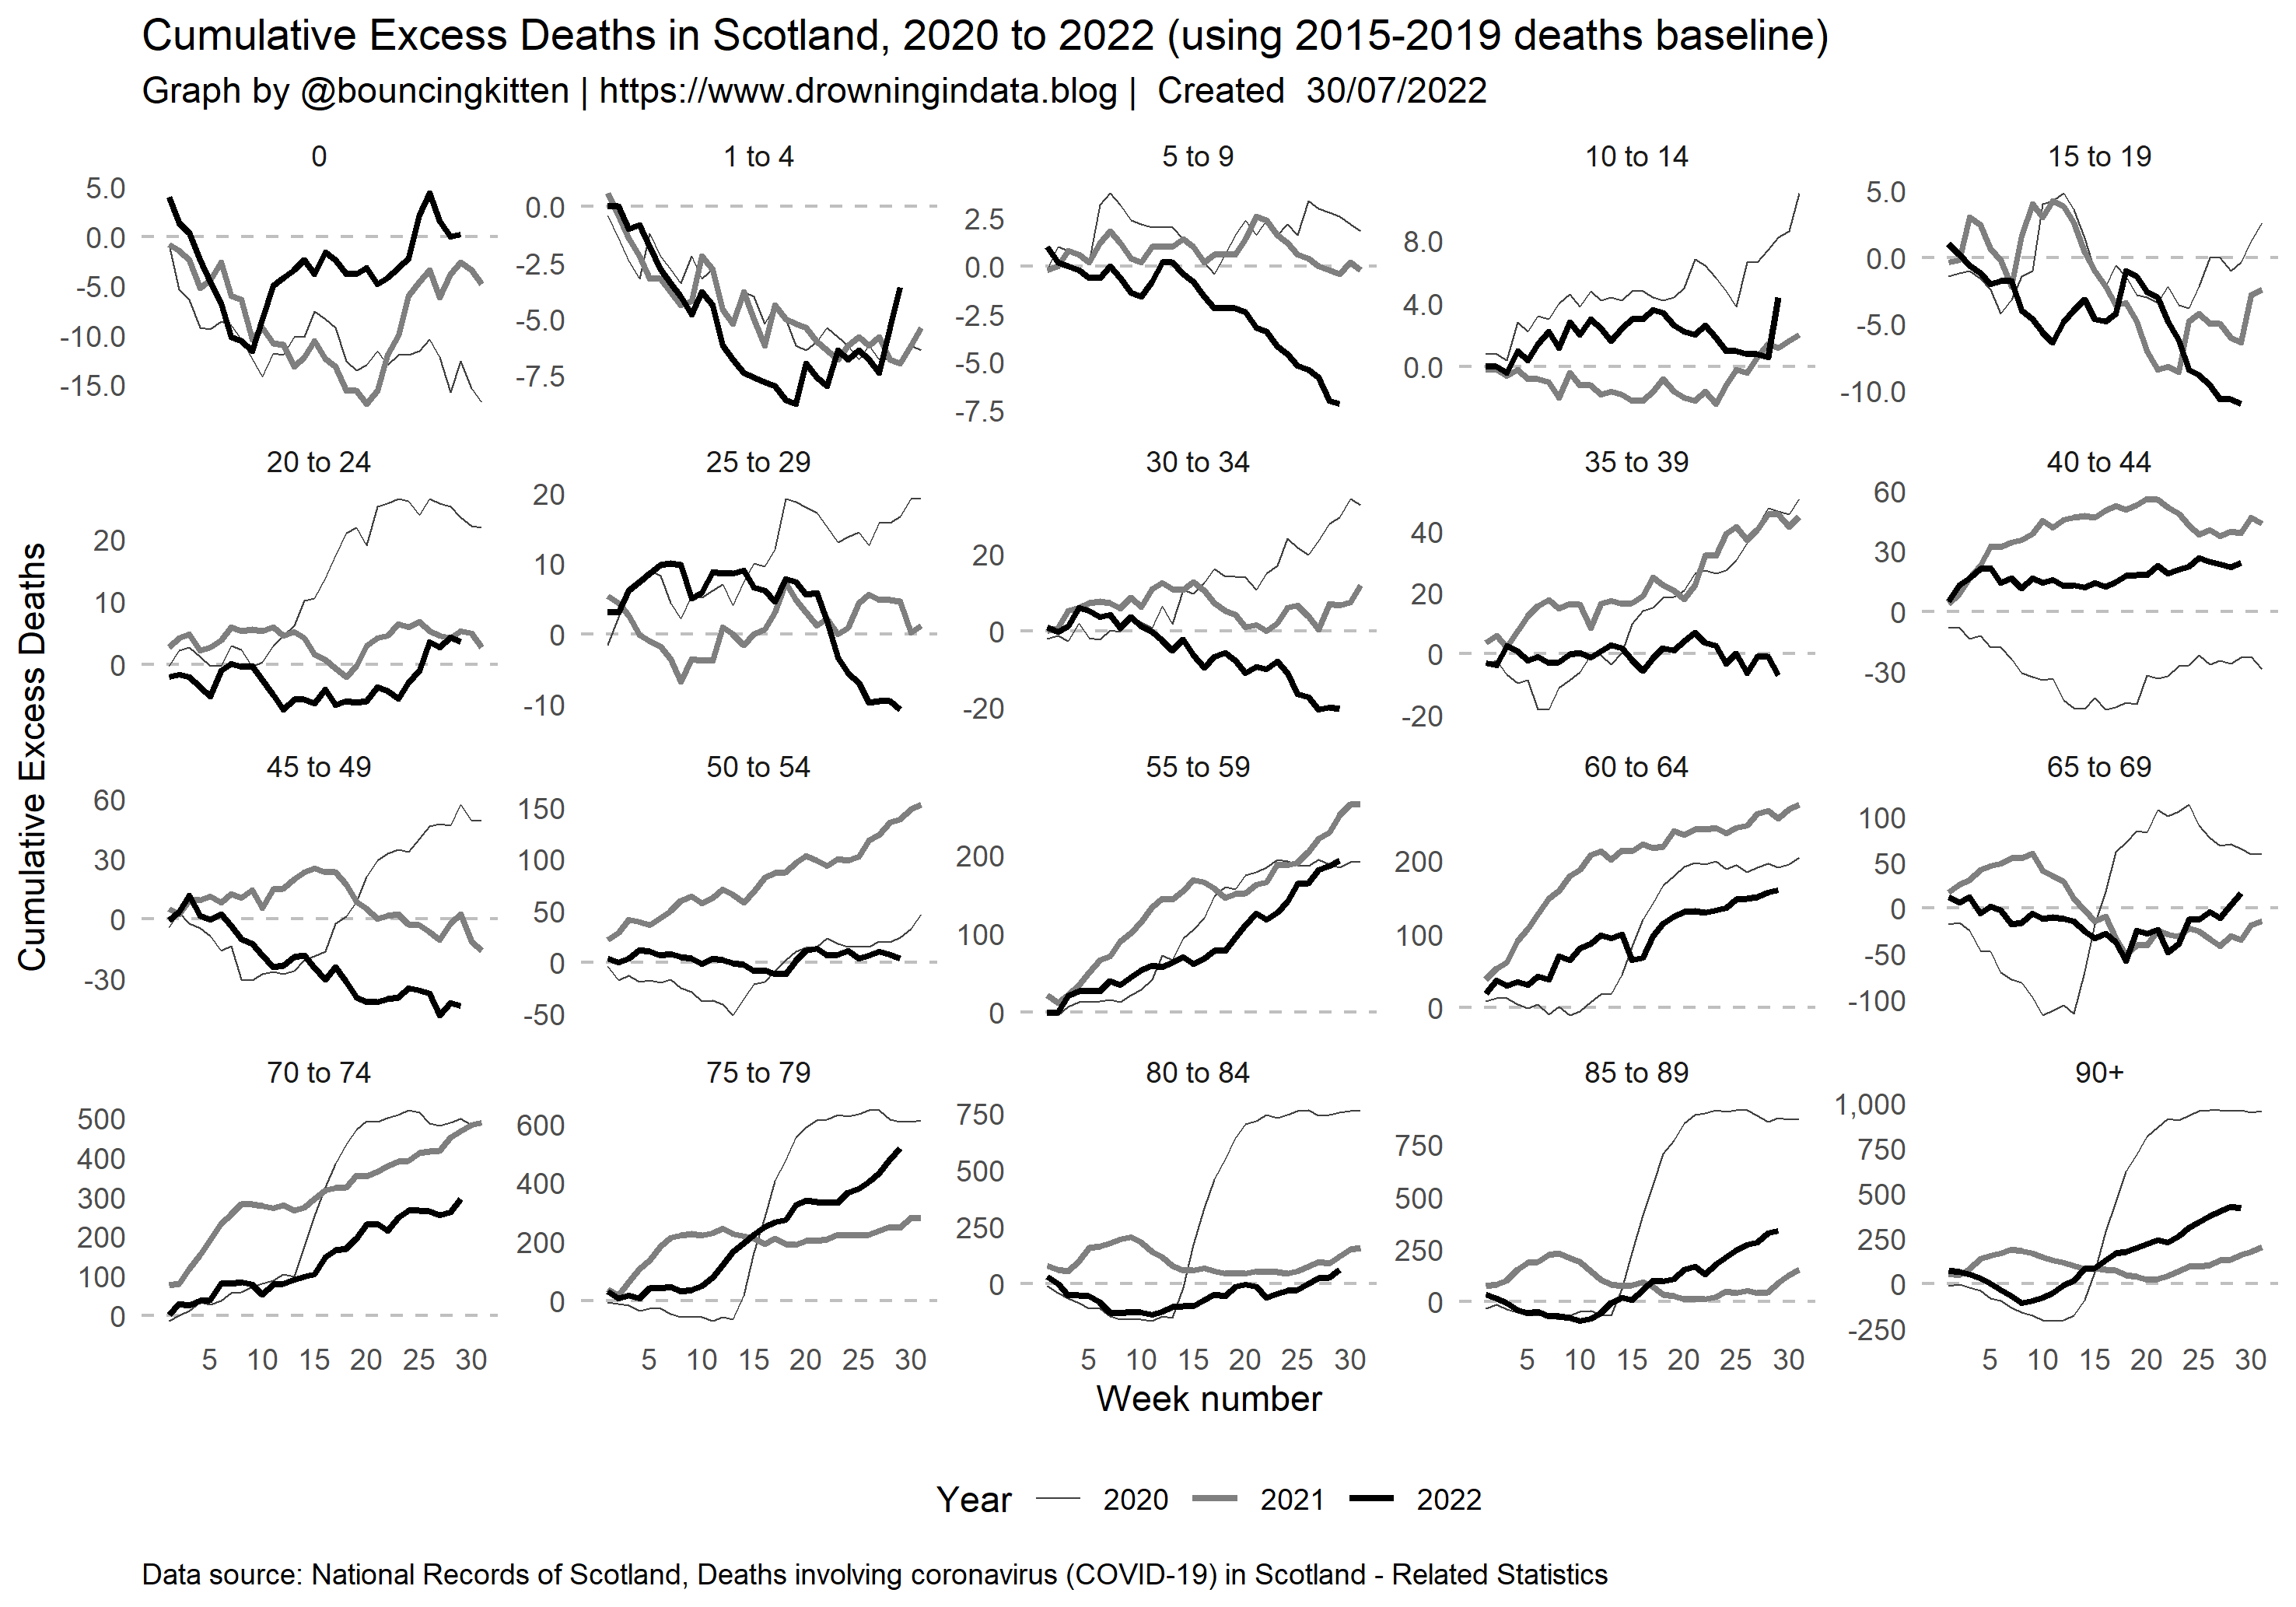 Cumulative Excess Deaths in Scotland, 2020 to 2022 (using 2015-2019 deaths baseline)
Graph by @bouncingkitten | https://www.drowningindata.blog | Created 30/07/2022
0
1 to 4
5 to 9
10 to 14
15 to 19
5.0
0.0
-5.0
-10.0
-15.0
0.0
-2.5
-5.0
-7.5
2.5
0.0
-2.5
-5.0
-7.5
8.0
4.0
0.0
5.0
0.0
-5.0
-10.0
20 to 24
25 to 29
30 to 34
35 to 39
40 to 44
20
10
0
20
10
0
-10
20
0
-20
40
20
0
-20
60
30
0
-30
Cumulative Excess Deaths
45 to 49
50 to 54
55 to 59
60 to 64
65 to 69
60
30
0
-30
150
100
50
0
-50
200
100
0
200
100
0
100
50
0
-50
-100
70 to 74
75 to 79
80 to 84
85 to 89
90+
500
400
300
200
100
0
600
400
200
0
750
500
250
0
750
500
250
0
1,000
750
500
250
0
-250
5 10 15 20 25 30
5 10 15 20 25 30
5 10 15 20 25 30
5 10 15 20 25 30
5 10 15 20 25 30
Week number
Year 2020 2021 2022
Data source: National Records of Scotland, Deaths involving coronavirus (COVID-19) in Scotland - Related Statistics